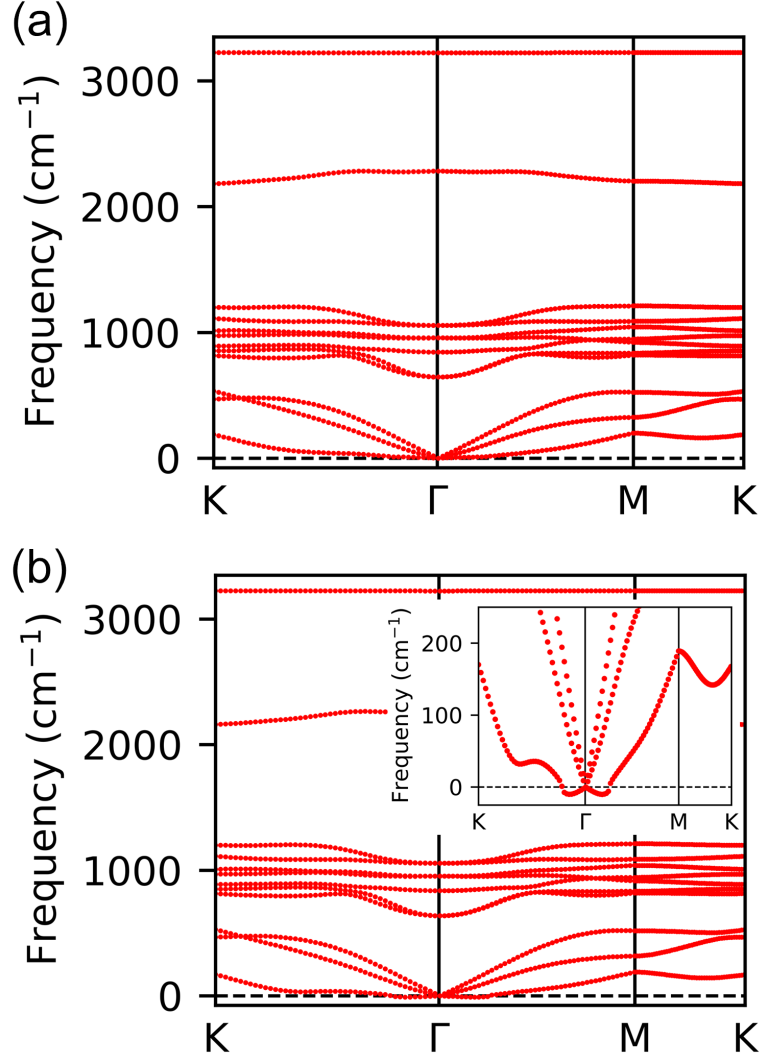 (a)
Frequency (cm⁻¹)
3000
2000
1000
0
K Γ M K
(b)
Frequency (cm⁻¹)
3000
2000
1000
0
K Γ M K
Frequency (cm⁻¹)
200
100
0
K Γ M K